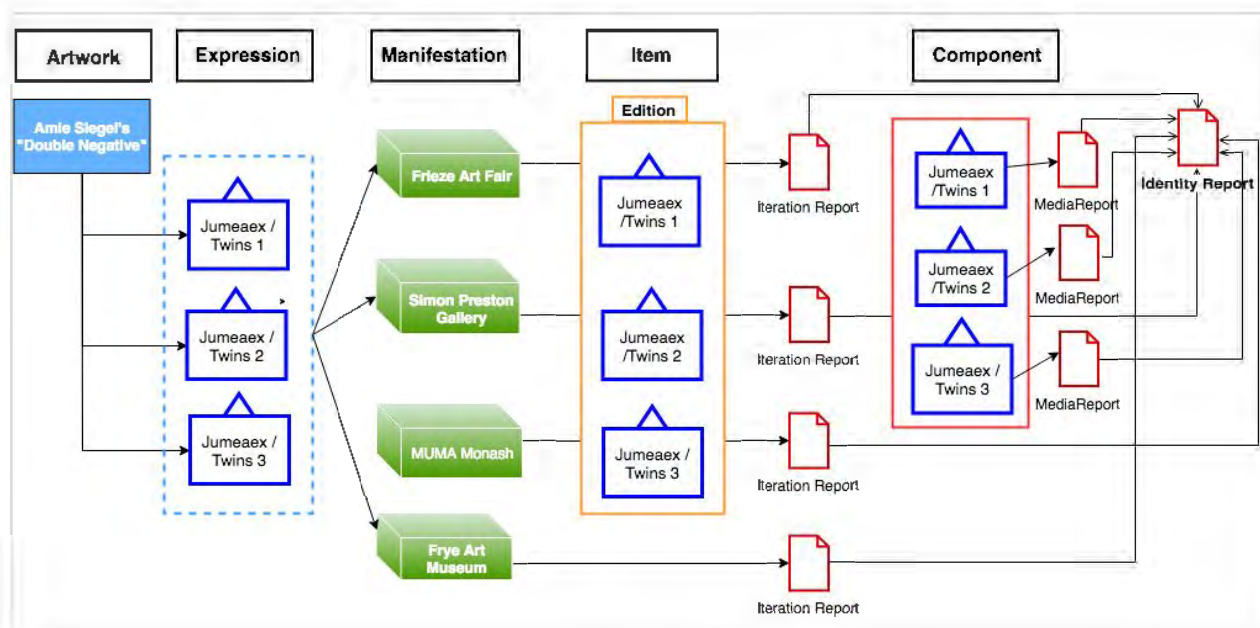 Artwork
Expression
Manifestation
Item
Component
Amie Siegel's
"Double Negative"
Jumeaex /
Twins 1
Jumeaex /
Twins 2
Jumeaex /
Twins 3
Frieze Art Fair
Simon Preston
Gallery
MUMA Monash
Frye Art
Museum
Edition
Jumeaex
/Twins 1
Jumeaex
/Twins 2
Jumeaex /
Twins 3
Iteration Report
Iteration Report
Iteration Report
Iteration Report
Jumeaex
/Twins 1
Jumeaex
/Twins 2
Jumeaex /
Twins 3
MediaReport
MediaReport
MediaReport
Identity Report